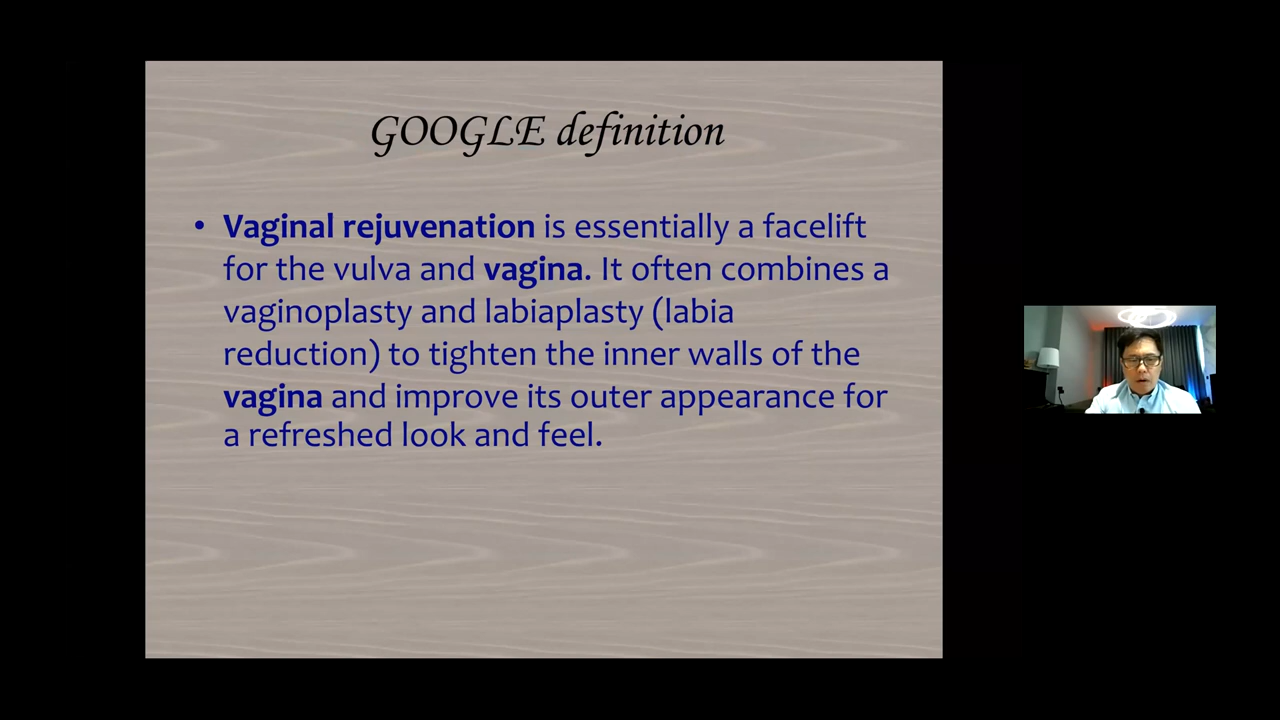 GOOGLE definition
• Vaginal rejuvenation is essentially a facelift
for the vulva and vagina. It often combines a
vaginoplasty and labiaplasty (labia
reduction) to tighten the inner walls of the
vagina and improve its outer appearance for
a refreshed look and feel.